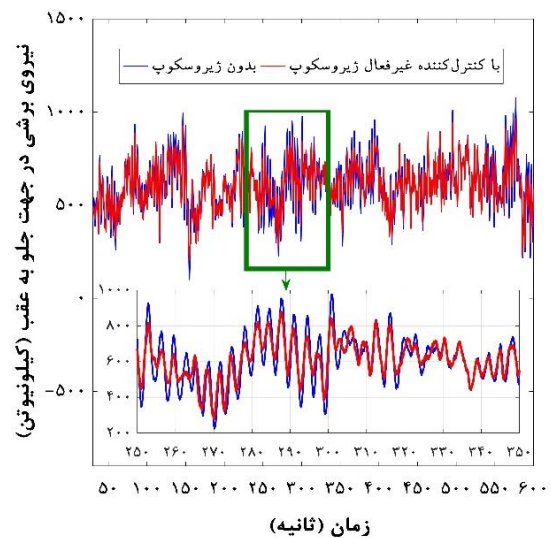 ۱۵۰۰
۱۰۰۰
۵۰۰
۰
-۵۰۰
نیروی برشی در جهت جلو به عقب (کیلونیوتن)
بدون ژیروسکوپ
با کنترل‌کننده غیرفعال ژیروسکوپ
۱۰۰۰
۸۰۰
۶۰۰
۴۰۰
۲۰۰
۲۵۰ ۲۶۰ ۲۷۰ ۲۸۰ ۲۹۰ ۳۰۰ ۳۱۰ ۳۲۰ ۳۳۰ ۳۴۰ ۳۵۰
۵۰ ۱۰۰ ۱۵۰ ۲۰۰ ۲۵۰ ۳۰۰ ۳۵۰ ۴۰۰ ۴۵۰ ۵۰۰ ۵۵۰ ۶۰۰
زمان (ثانیه)